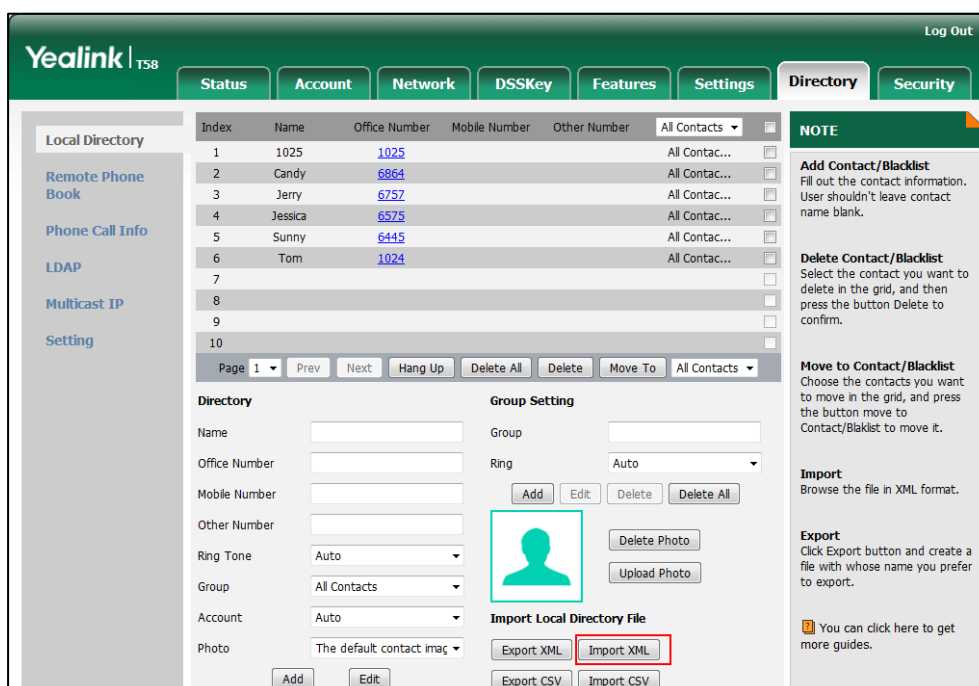 Log Out
Yealink | T58
Status Account Network DSSKey Features Settings Directory Security
Local Directory
Remote Phone
Book
Phone Call Info
LDAP
Multicast IP
Setting
Index Name Office Number Mobile Number Other Number All Contacts
1 1025 1025 All Contac...
2 Candy 6864 All Contac...
3 Jerry 6757 All Contac...
4 Jessica 6575 All Contac...
5 Sunny 6445 All Contac...
6 Tom 1024 All Contac...
7
8
9
10
Page 1 Prev Next Hang Up Delete All Delete Move To All Contacts
Directory
Name
Office Number
Mobile Number
Other Number
Ring Tone Auto
Group All Contacts
Account Auto
Photo The default contact imag
Add Edit
Group Setting
Group
Ring Auto
Add Edit Delete Delete All
Delete Photo
Upload Photo
Import Local Directory File
Export XML Import XML
Export CSV Import CSV
NOTE
Add Contact/Blacklist
Fill out the contact information.
User shouldn't leave contact
name blank.
Delete Contact/Blacklist
Select the contact you want to
delete in the grid, and then
press the button Delete to
confirm.
Move to Contact/Blacklist
Choose the contacts you want
to move in the grid, and press
the button move to
Contact/Blaklist to move it.
Import
Browse the file in XML format.
Export
Click Export button and create a
file with whose name you prefer
to export.
? You can click here to get
more guides.